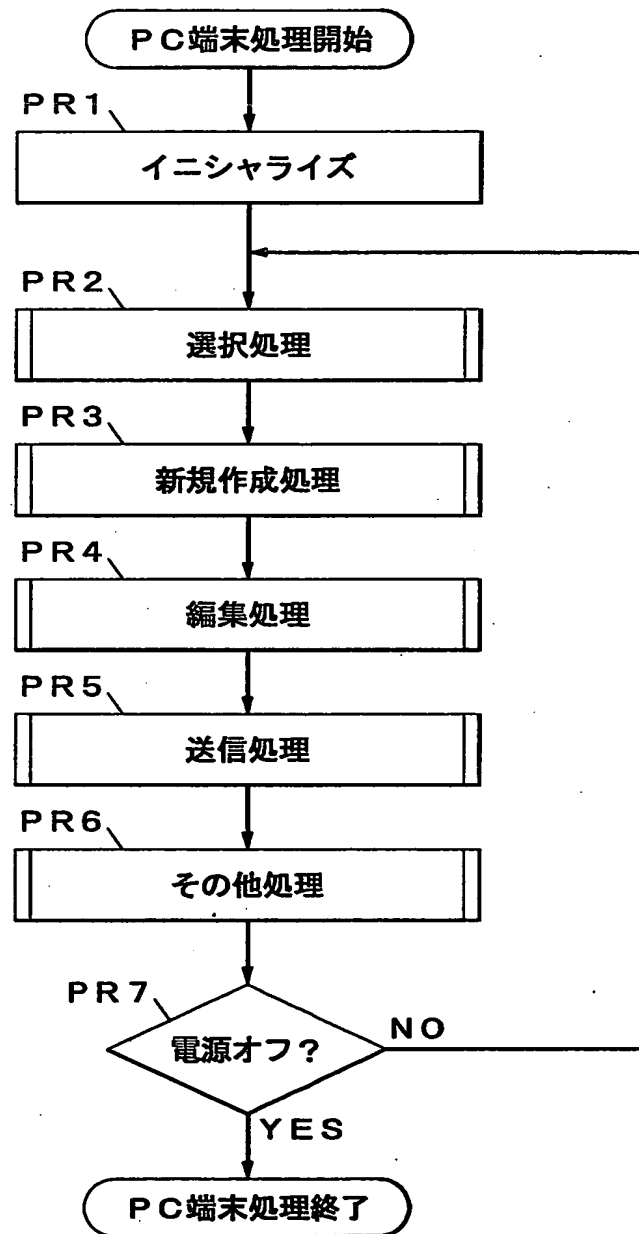 PC端末処理開始
PR1
イニシャライズ
PR2
選択処理
PR3
新規作成処理
PR4
編集処理
PR5
送信処理
PR6
その他処理
PR7
電源オフ?
NO
YES
PC端末処理終了